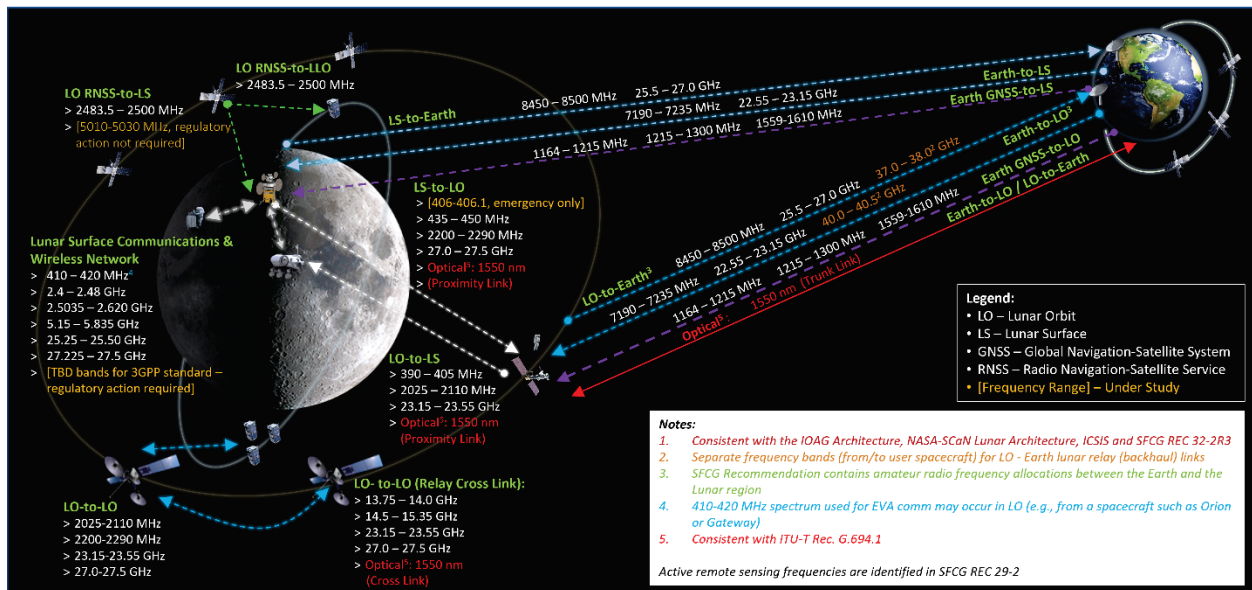 LO RNSS-to-LLO
> 2483.5 – 2500 MHz
LO RNSS-to-LS
> 2483.5 – 2500 MHz
> [5010-5030 MHz, regulatory
action not required]
LS-to-Earth
8450 – 8500 MHz 25.5 – 27.0 GHz
Earth-to-LS
7190 – 7235 MHz 22.55 – 23.15 GHz
Earth GNSS-to-LS
1164 – 1215 MHz 1215 – 1300 MHz 1559-1610 MHz
LS-to-LO
> [406-406.1, emergency only]
> 435 – 450 MHz
> 2200 – 2290 MHz
> 27.0 – 27.5 GHz
> Optical⁵: 1550 nm
> (Proximity Link)
Lunar Surface Communications &
Wireless Network
> 410 – 420 MHz⁴
> 2.4 – 2.48 GHz
> 2.5035 – 2.620 GHz
> 5.15 – 5.835 GHz
> 25.25 – 25.50 GHz
> 27.225 – 27.5 GHz
> [TBD bands for 3GPP standard –
regulatory action required]
LO-to-Earth³
8450 – 8500 MHz 25.5 – 27.0 GHz 37.0 – 38.0² GHz
Earth-to-LO³
7190 – 7235 MHz 22.55 – 23.15 GHz 40.0 – 40.5² GHz
Earth GNSS-to-LO
1164 – 1215 MHz 1215 – 1300 MHz 1559-1610 MHz
Earth-to-LO / LO-to-Earth
Optical⁵: 1550 nm (Trunk Link)
LO-to-LS
> 390 – 405 MHz
> 2025 – 2110 MHz
> 23.15 – 23.55 GHz
> Optical⁵: 1550 nm
(Proximity Link)
LO-to-LO
> 2025-2110 MHz
> 2200-2290 MHz
> 23.15-23.55 GHz
> 27.0-27.5 GHz
LO- to-LO (Relay Cross Link):
> 13.75 – 14.0 GHz
> 14.5 – 15.35 GHz
> 23.15 – 23.55 GHz
> 27.0 – 27.5 GHz
> Optical⁵: 1550 nm
(Cross Link)
Legend:
• LO – Lunar Orbit
• LS – Lunar Surface
• GNSS – Global Navigation-Satellite System
• RNSS – Radio Navigation-Satellite Service
• [Frequency Range] – Under Study
Notes:
1. Consistent with the IOAG Architecture, NASA-SCaN Lunar Architecture, ICSIS and SFCG REC 32-2R3
2. Separate frequency bands (from/to user spacecraft) for LO - Earth lunar relay (backhaul) links
3. SFCG Recommendation contains amateur radio frequency allocations between the Earth and the
Lunar region
4. 410-420 MHz spectrum used for EVA comm may occur in LO (e.g., from a spacecraft such as Orion
or Gateway)
5. Consistent with ITU-T Rec. G.694.1
Active remote sensing frequencies are identified in SFCG REC 29-2